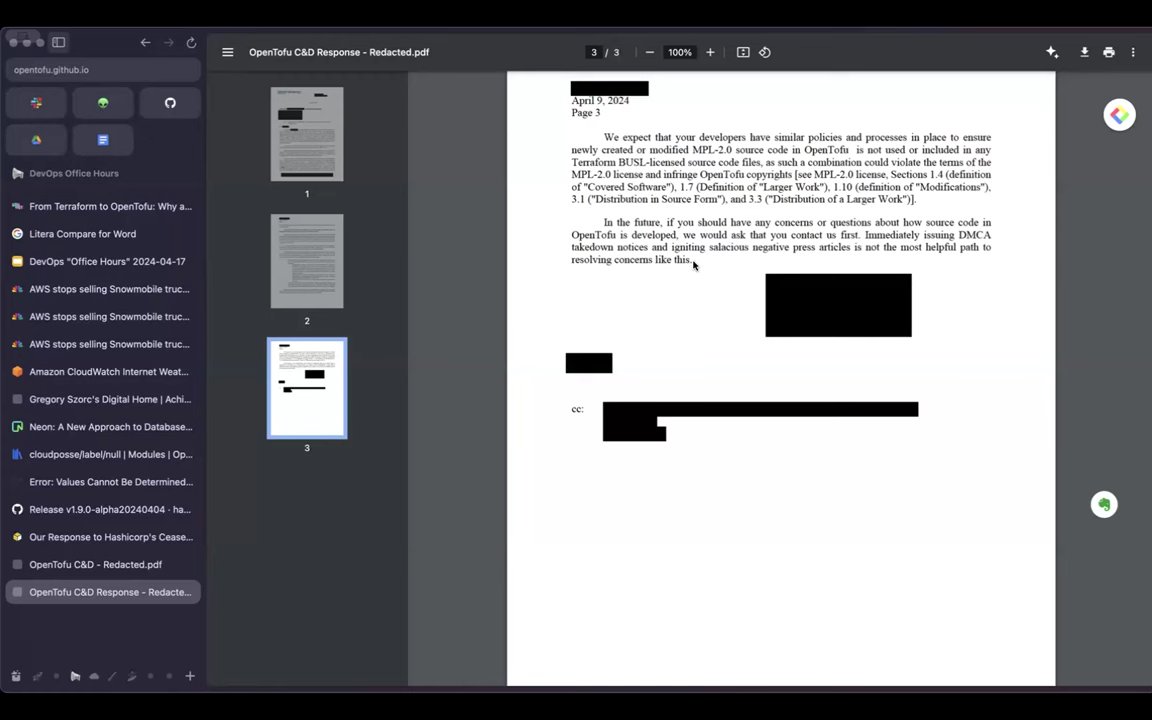 OpenTofu C&D Response - Redacted.pdf
3 / 3
100%
opentofu.github.io
DevOps Office Hours
From Terraform to OpenTofu: Why a...
Litera Compare for Word
DevOps "Office Hours" 2024-04-17
AWS stops selling Snowmobile truc...
AWS stops selling Snowmobile truc...
AWS stops selling Snowmobile truc...
Amazon CloudWatch Internet Weat...
Gregory Szorc's Digital Home | Achi...
Neon: A New Approach to Database...
cloudposse/label/null | Modules | Op...
Error: Values Cannot Be Determined...
Release v1.9.0-alpha20240404 · ha...
Our Response to Hashicorp's Cease...
OpenTofu C&D - Redacted.pdf
OpenTofu C&D Response - Redacte...
1
2
3
April 9, 2024
Page 3
We expect that your developers have similar policies and processes in place to ensure
newly created or modified MPL-2.0 source code in OpenTofu is not used or included in any
Terraform BUSL-licensed source code files, as such a combination could violate the terms of the
MPL-2.0 license and infringe OpenTofu copyrights [see MPL-2.0 license, Sections 1.4 (definition
of "Covered Software"), 1.7 (Definition of "Larger Work"), 1.10 (definition of "Modifications"),
3.1 ("Distribution in Source Form"), and 3.3 ("Distribution of a Larger Work")].
In the future, if you should have any concerns or questions about how source code in
OpenTofu is developed, we would ask that you contact us first. Immediately issuing DMCA
takedown notices and igniting salacious negative press articles is not the most helpful path to
resolving concerns like this.
cc: